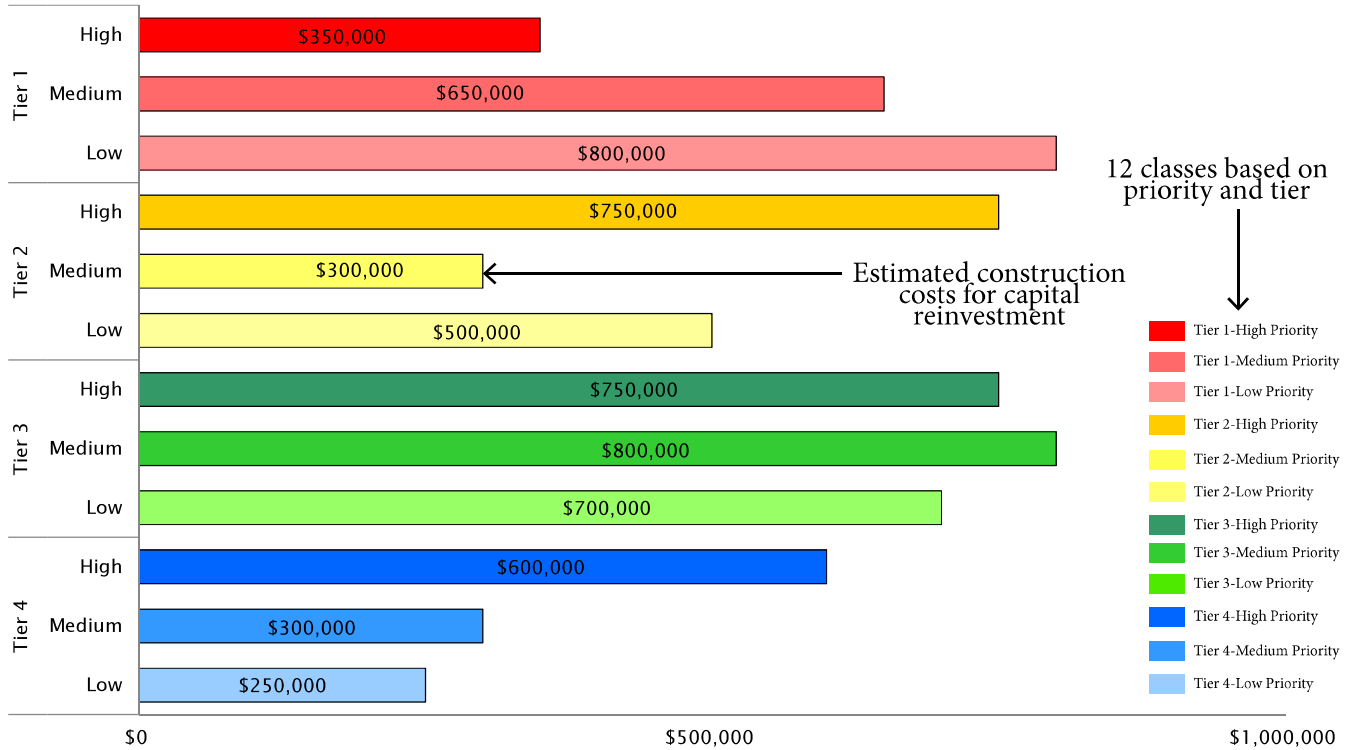 Tier 1
High
$350,000
Medium
$650,000
Low
$800,000
Tier 2
High
$750,000
Medium
$300,000
Low
$500,000
Tier 3
High
$750,000
Medium
$800,000
Low
$700,000
Tier 4
High
$600,000
Medium
$300,000
Low
$250,000
$0
$500,000
$1,000,000
Estimated construction
costs for capital
reinvestment
12 classes based on
priority and tier
Tier 1-High Priority
Tier 1-Medium Priority
Tier 1-Low Priority
Tier 2-High Priority
Tier 2-Medium Priority
Tier 2-Low Priority
Tier 3-High Priority
Tier 3-Medium Priority
Tier 3-Low Priority
Tier 4-High Priority
Tier 4-Medium Priority
Tier 4-Low Priority